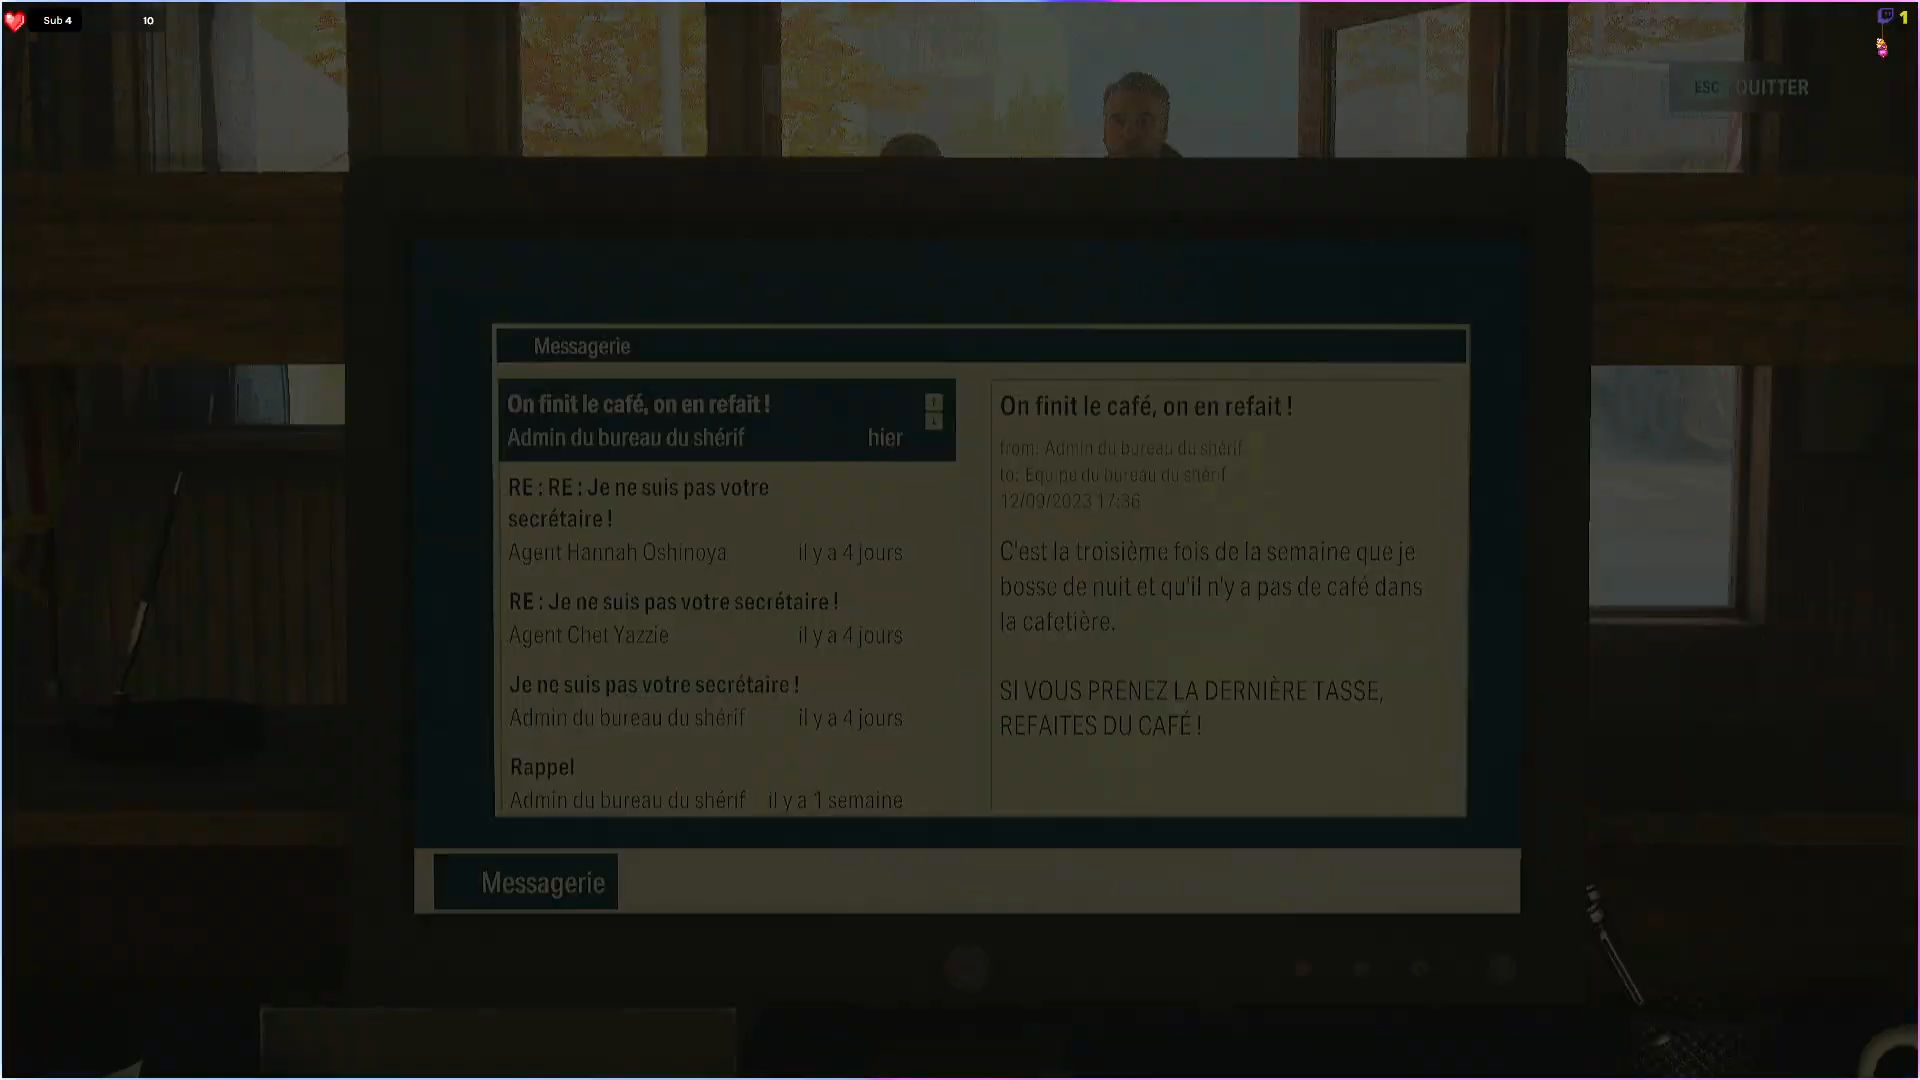 Sub 4
10
1
ESC QUITTER
Messagerie
On finit le café, on en refait !
Admin du bureau du shérif hier
RE : RE : Je ne suis pas votre
secrétaire !
Agent Hannah Oshinoya il y a 4 jours
RE : Je ne suis pas votre secrétaire !
Agent Chet Yazzie il y a 4 jours
Je ne suis pas votre secrétaire !
Admin du bureau du shérif il y a 4 jours
Rappel
Admin du bureau du shérif il y a 1 semaine
On finit le café, on en refait !
from: Admin du bureau du shérif
to: Equipe du bureau du shérif
12/09/2023 17:36
C'est la troisième fois de la semaine que je
bosse de nuit et qu'il n'y a pas de café dans
la cafetière.
SI VOUS PRENEZ LA DERNIÈRE TASSE,
REFAITES DU CAFÉ !
Messagerie